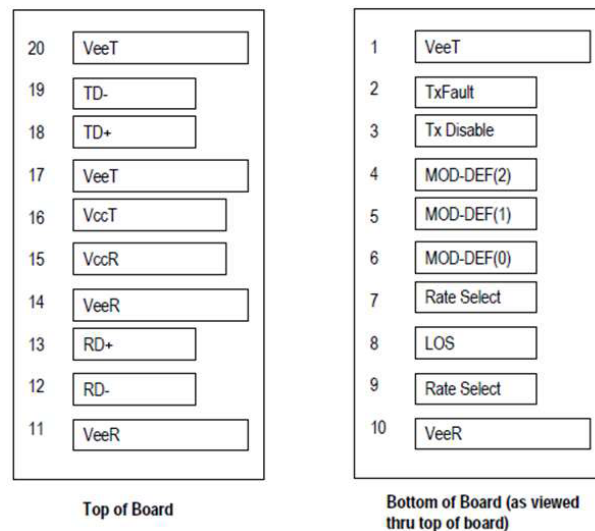 20 VeeT
19 TD-
18 TD+
17 VeeT
16 VccT
15 VccR
14 VeeR
13 RD+
12 RD-
11 VeeR
Top of Board
1 VeeT
2 TxFault
3 Tx Disable
4 MOD-DEF(2)
5 MOD-DEF(1)
6 MOD-DEF(0)
7 Rate Select
8 LOS
9 Rate Select
10 VeeR
Bottom of Board (as viewed
thru top of board)